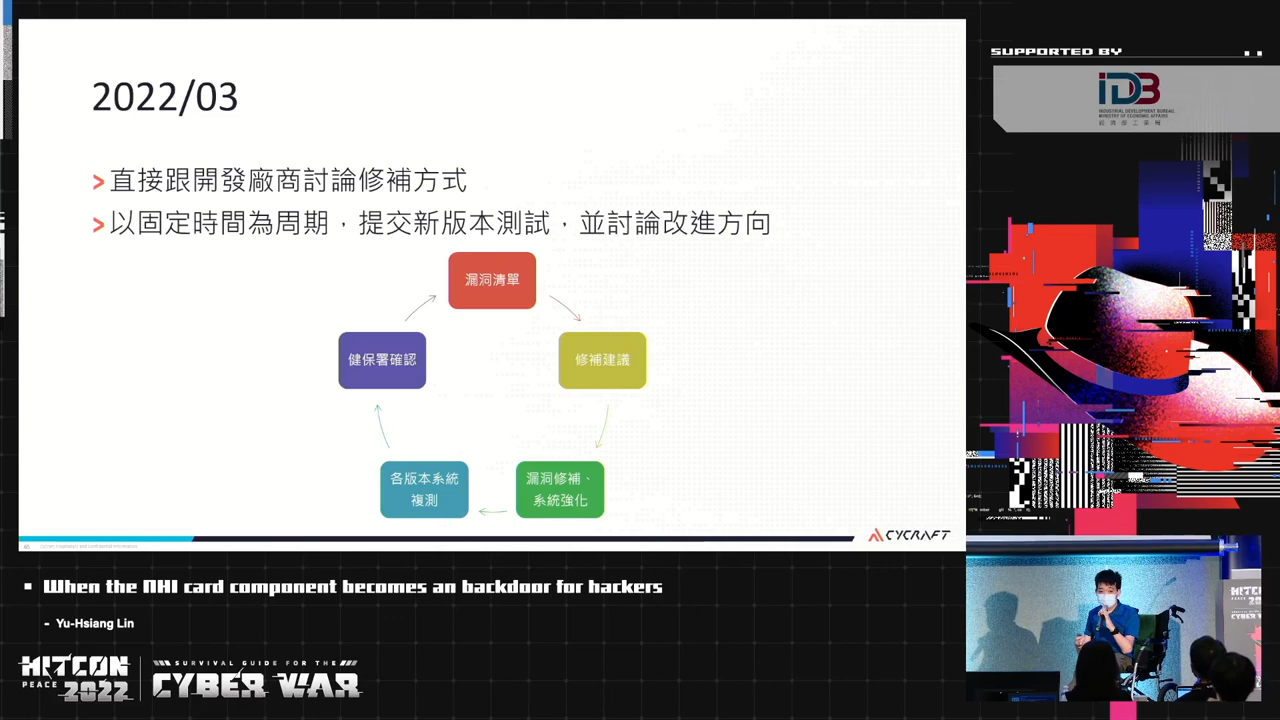 2022/03
直接跟開發廠商討論修補方式
以固定時間為周期，提交新版本測試，並討論改進方向
漏洞清單
健保署確認
修補建議
各版本系統
複測
漏洞修補、
系統強化
CYCRAFT
SUPPORTED BY
iDB
INDUSTRIAL DEVELOPMENT BUREAU
MINISTRY OF ECONOMIC AFFAIRS
經濟部工業局
When the NHI card component becomes an backdoor for hackers
- Yu-Hsiang Lin
HITCON
PEACE 2022
SURVIVAL GUIDE FOR THE
CYBER WAR